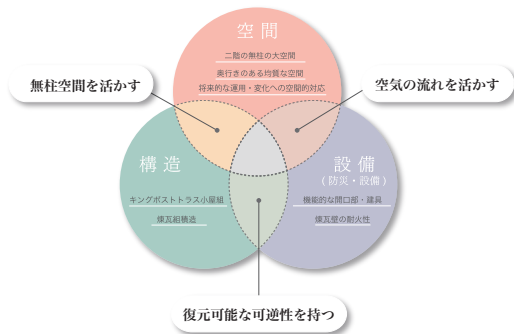 空間
二階の無柱の大空間
奥行きのある均質な空間
将来的な運用・変化への空間的対応
無柱空間を活かす
空気の流れを活かす
構造
キングポストトラス小屋組
煉瓦組積造
設備
(防災・設備)
機能的な開口部・建具
煉瓦壁の耐火性
復元可能な可逆性を持つ